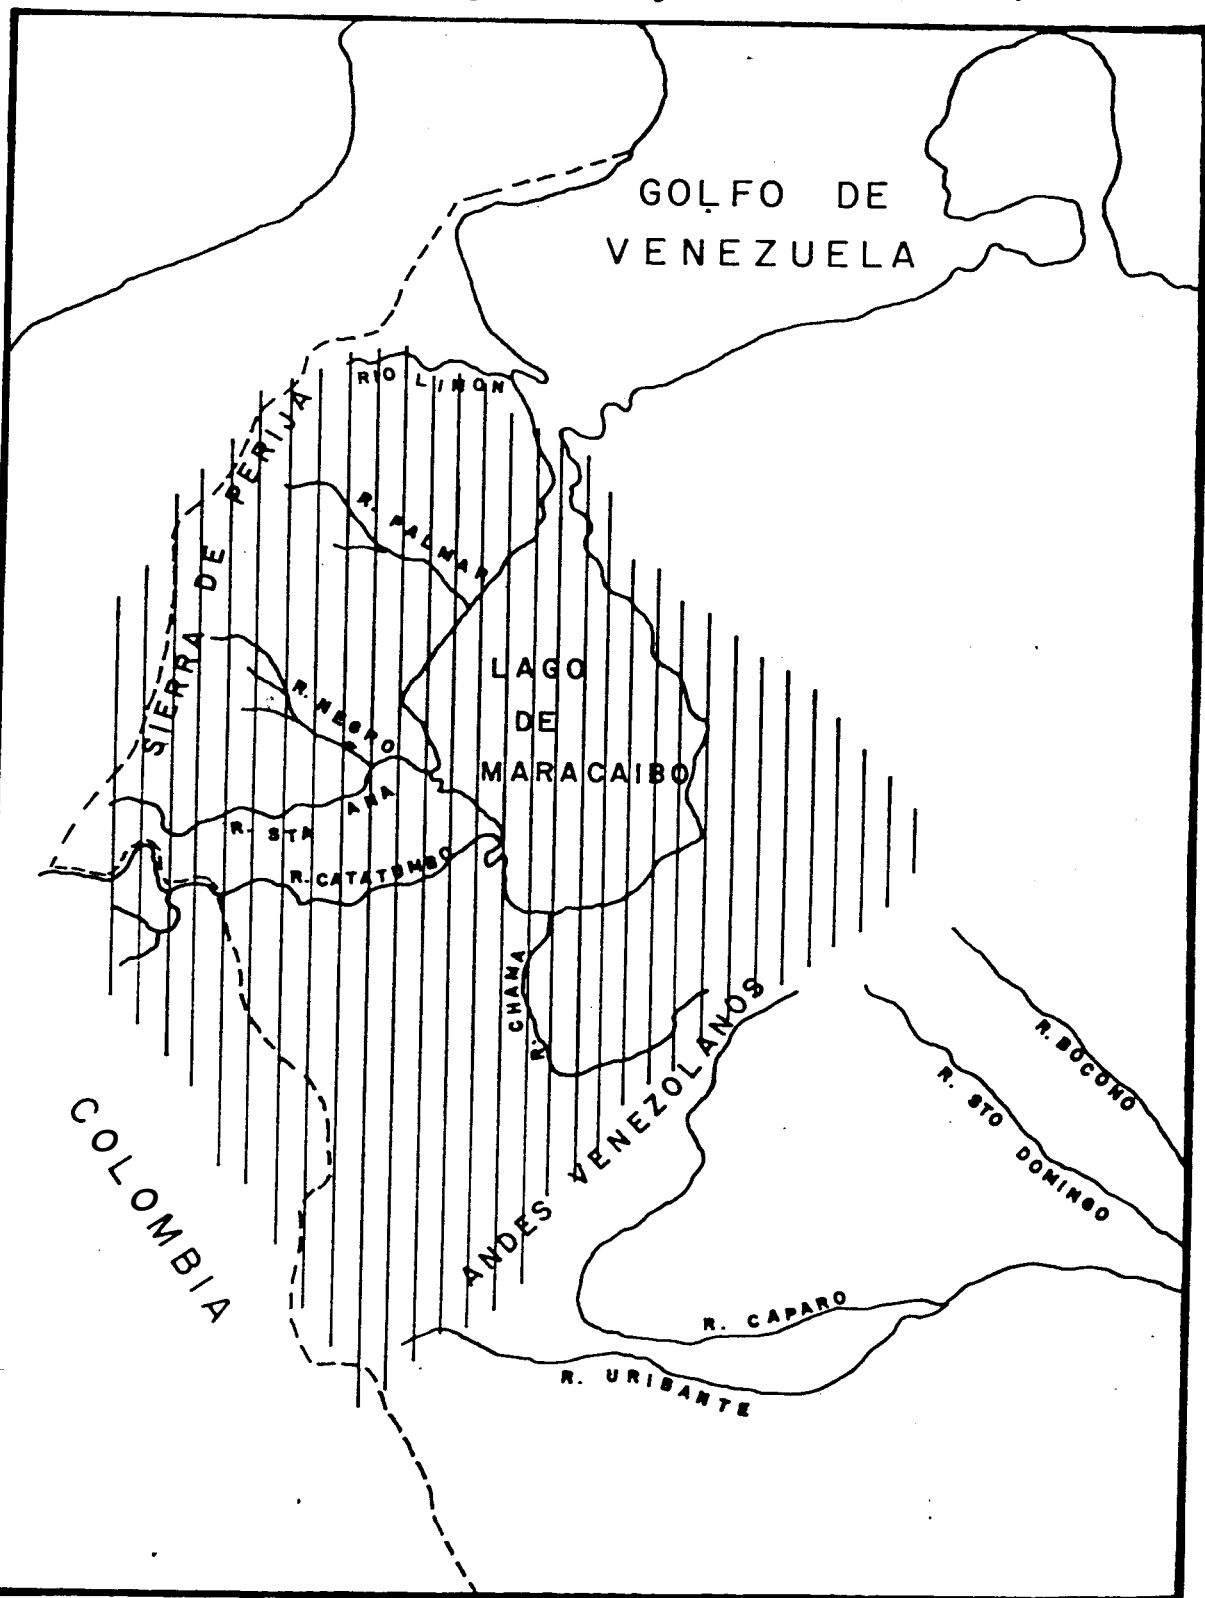 GOLFO DE
VENEZUELA
RIO LIMON
SIERRA DE PERIJA
R. PALMAR
LAGO
DE
MARACAIBO
R. NEGRO
R. STA ANA
R. CATATUMBO
R. CHAMA
ANDES VENEZOLANOS
R. BOCONO
R. STO DOMINGO
COLOMBIA
R. CAPARO
R. URIBANTE